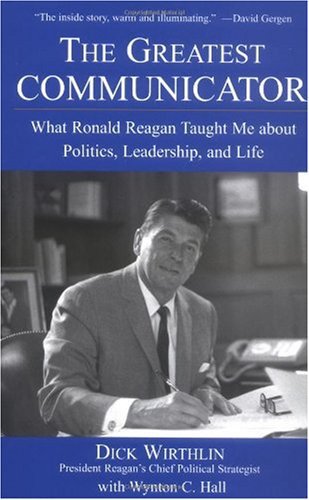 “The inside story, warm and illuminating.” —David Gergen
THE GREATEST
COMMUNICATOR
What Ronald Reagan Taught Me about
Politics, Leadership, and Life
DICK WIRTHLIN
President Reagan’s Chief Political Strategist
with Wynton C. Hall